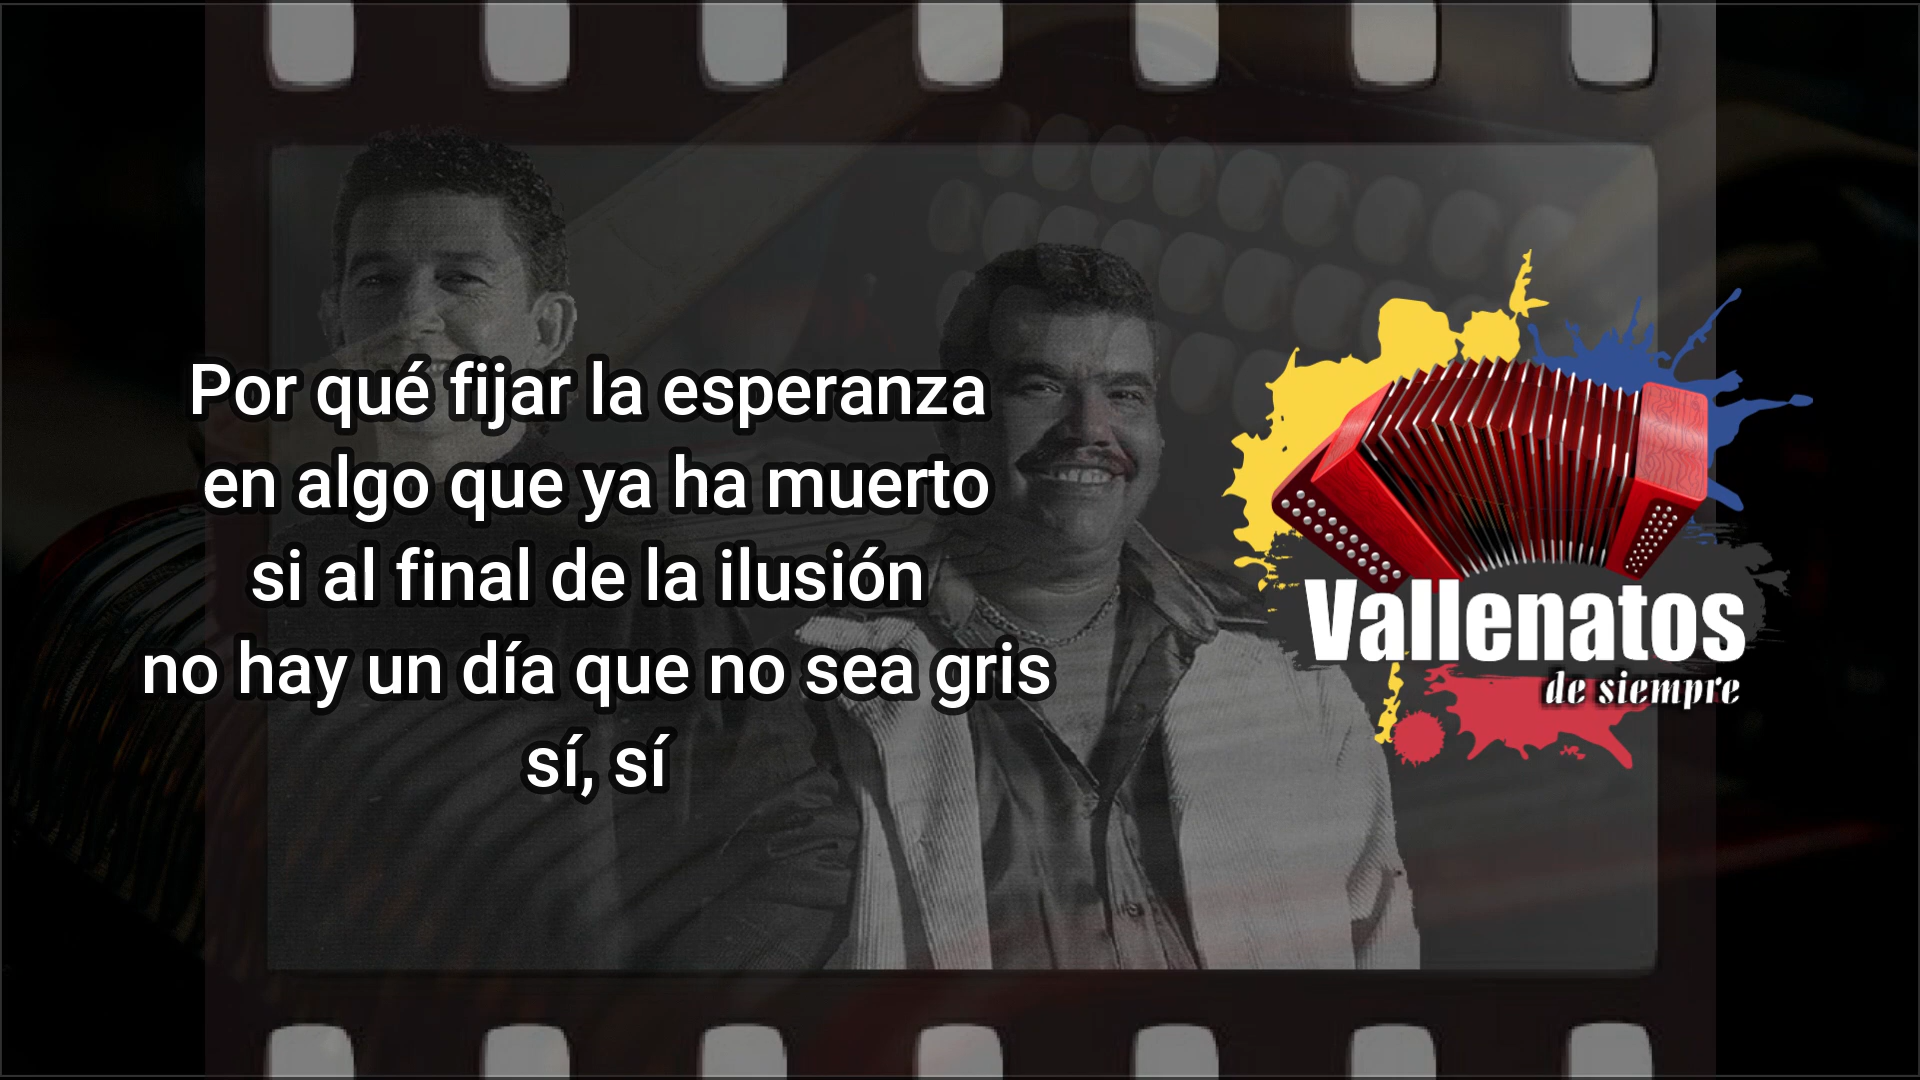 Por qué fijar la esperanza
en algo que ya ha muerto
si al final de la ilusión
no hay un día que no sea gris
sí, sí
Vallenatos
de siempre